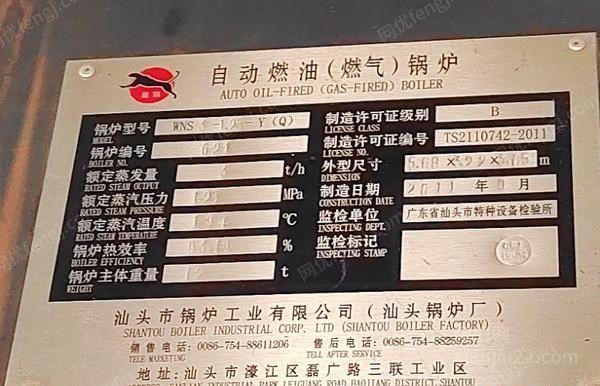 自动燃油(燃气)锅炉
AUTO OIL-FIRED (GAS-FIRED) BOILER
锅炉型号
MODEL
WNS -Y(Q)
锅炉编号
BOILER NO.
额定蒸发量
RATED STEAM OUTPUT
t/h
额定蒸汽压力
RATED STEAM PRESSURE
MPa
额定蒸汽温度
RATED STEAM TEMPERATURE
℃
锅炉热效率
BOILER EFFICIENCY
%
锅炉主体重量
WEIGHT
t
制造许可证级别
LICENSE CLASS
B
制造许可证编号
LICENSE NO.
TS2110742-2011
外型尺寸
DIMENSION
m
制造日期
CONSTRUCTION DATE
2011 年 月
监检单位
INSPECTING DEPT.
广东省汕头市特种设备检验所
监检标记
INSPECTING STAMP
汕头市锅炉工业有限公司(汕头锅炉厂)
SHANTOU BOILER INDUSTRIAL CORP. LTD (SHANTOU BOILER FACTORY)
销售电话: 0086-754-88611206 售后电话: 0086-754-88259257
TELE MARKETING TELL AFTER SERVICE
地址: 汕头市濠江区磊广路三联工业区